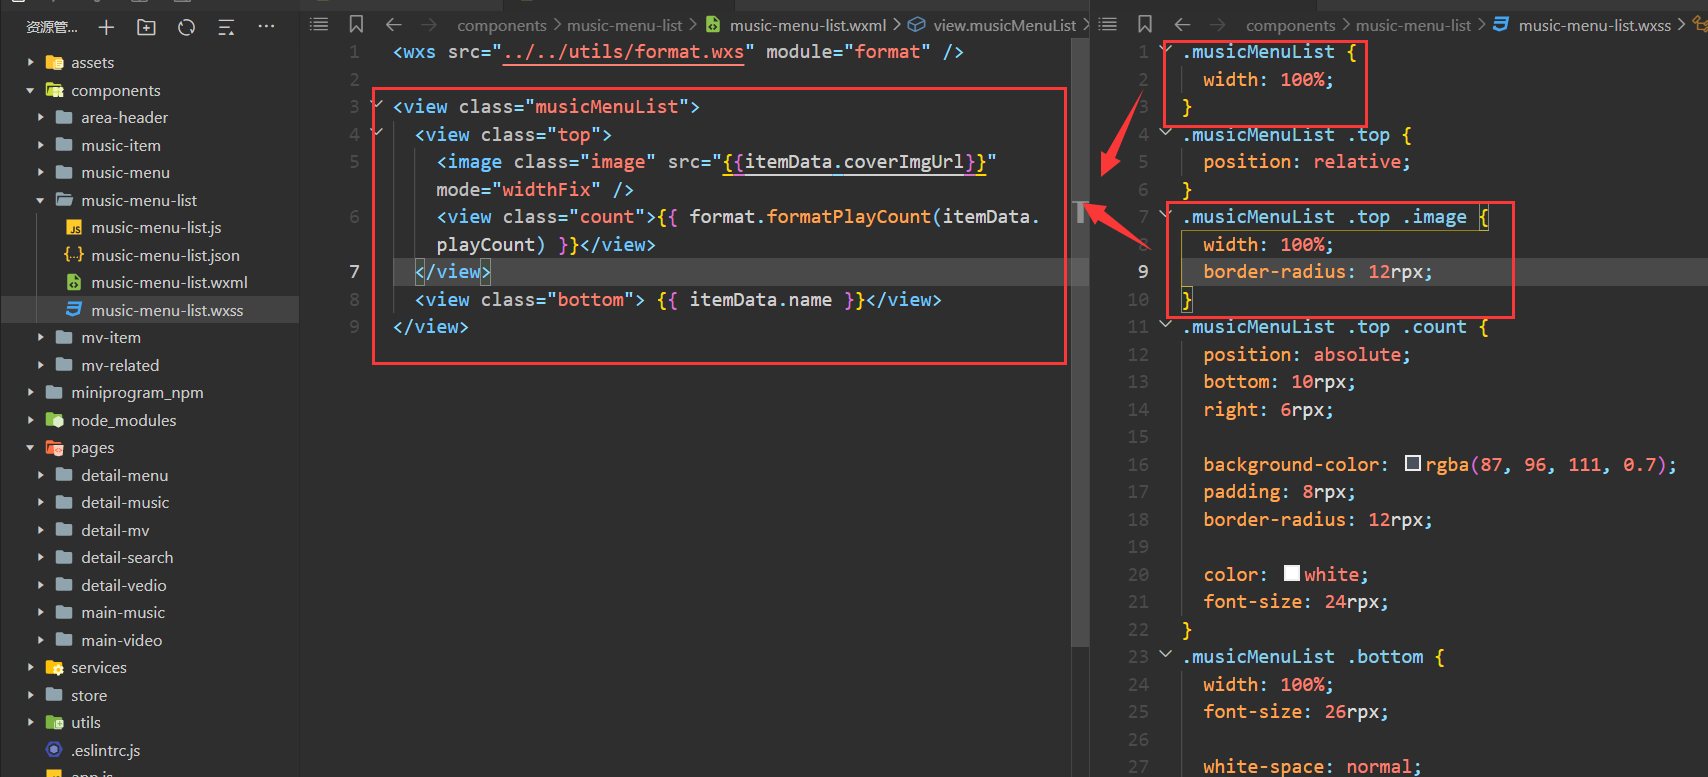 资源管...
assets
components
area-header
music-item
music-menu
music-menu-list
music-menu-list.js
music-menu-list.json
music-menu-list.wxml
music-menu-list.wxss
mv-item
mv-related
miniprogram_npm
node_modules
pages
detail-menu
detail-music
detail-mv
detail-search
detail-vedio
main-music
main-video
services
store
utils
.eslintrc.js
components > music-menu-list > music-menu-list.wxml > view.musicMenuList >
1 <wxs src="../../utils/format.wxs" module="format" />
2
3 <view class="musicMenuList">
4 <view class="top">
5 <image class="image" src="{{itemData.coverImgUrl}}"
mode="widthFix" />
6 <view class="count">{{ format.formatPlayCount(itemData.
playCount) }}</view>
7 </view>
8 <view class="bottom"> {{ itemData.name }}</view>
9 </view>
components > music-menu-list > music-menu-list.wxss >
1 .musicMenuList {
2 width: 100%;
3 }
4 .musicMenuList .top {
5 position: relative;
6 }
7 .musicMenuList .top .image {
8 width: 100%;
9 border-radius: 12rpx;
10 }
11 .musicMenuList .top .count {
12 position: absolute;
13 bottom: 10rpx;
14 right: 6rpx;
15
16 background-color: rgba(87, 96, 111, 0.7);
17 padding: 8rpx;
18 border-radius: 12rpx;
19
20 color: white;
21 font-size: 24rpx;
22 }
23 .musicMenuList .bottom {
24 width: 100%;
25 font-size: 26rpx;
26
27 white-space: normal;